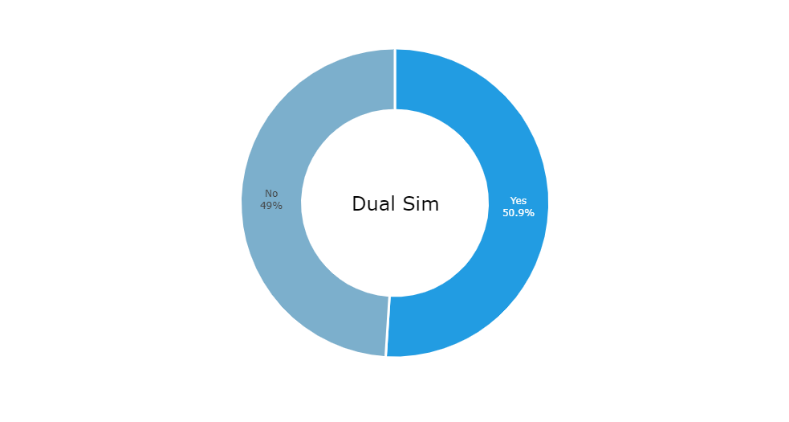 No
49%
Dual Sim
Yes
50.9%